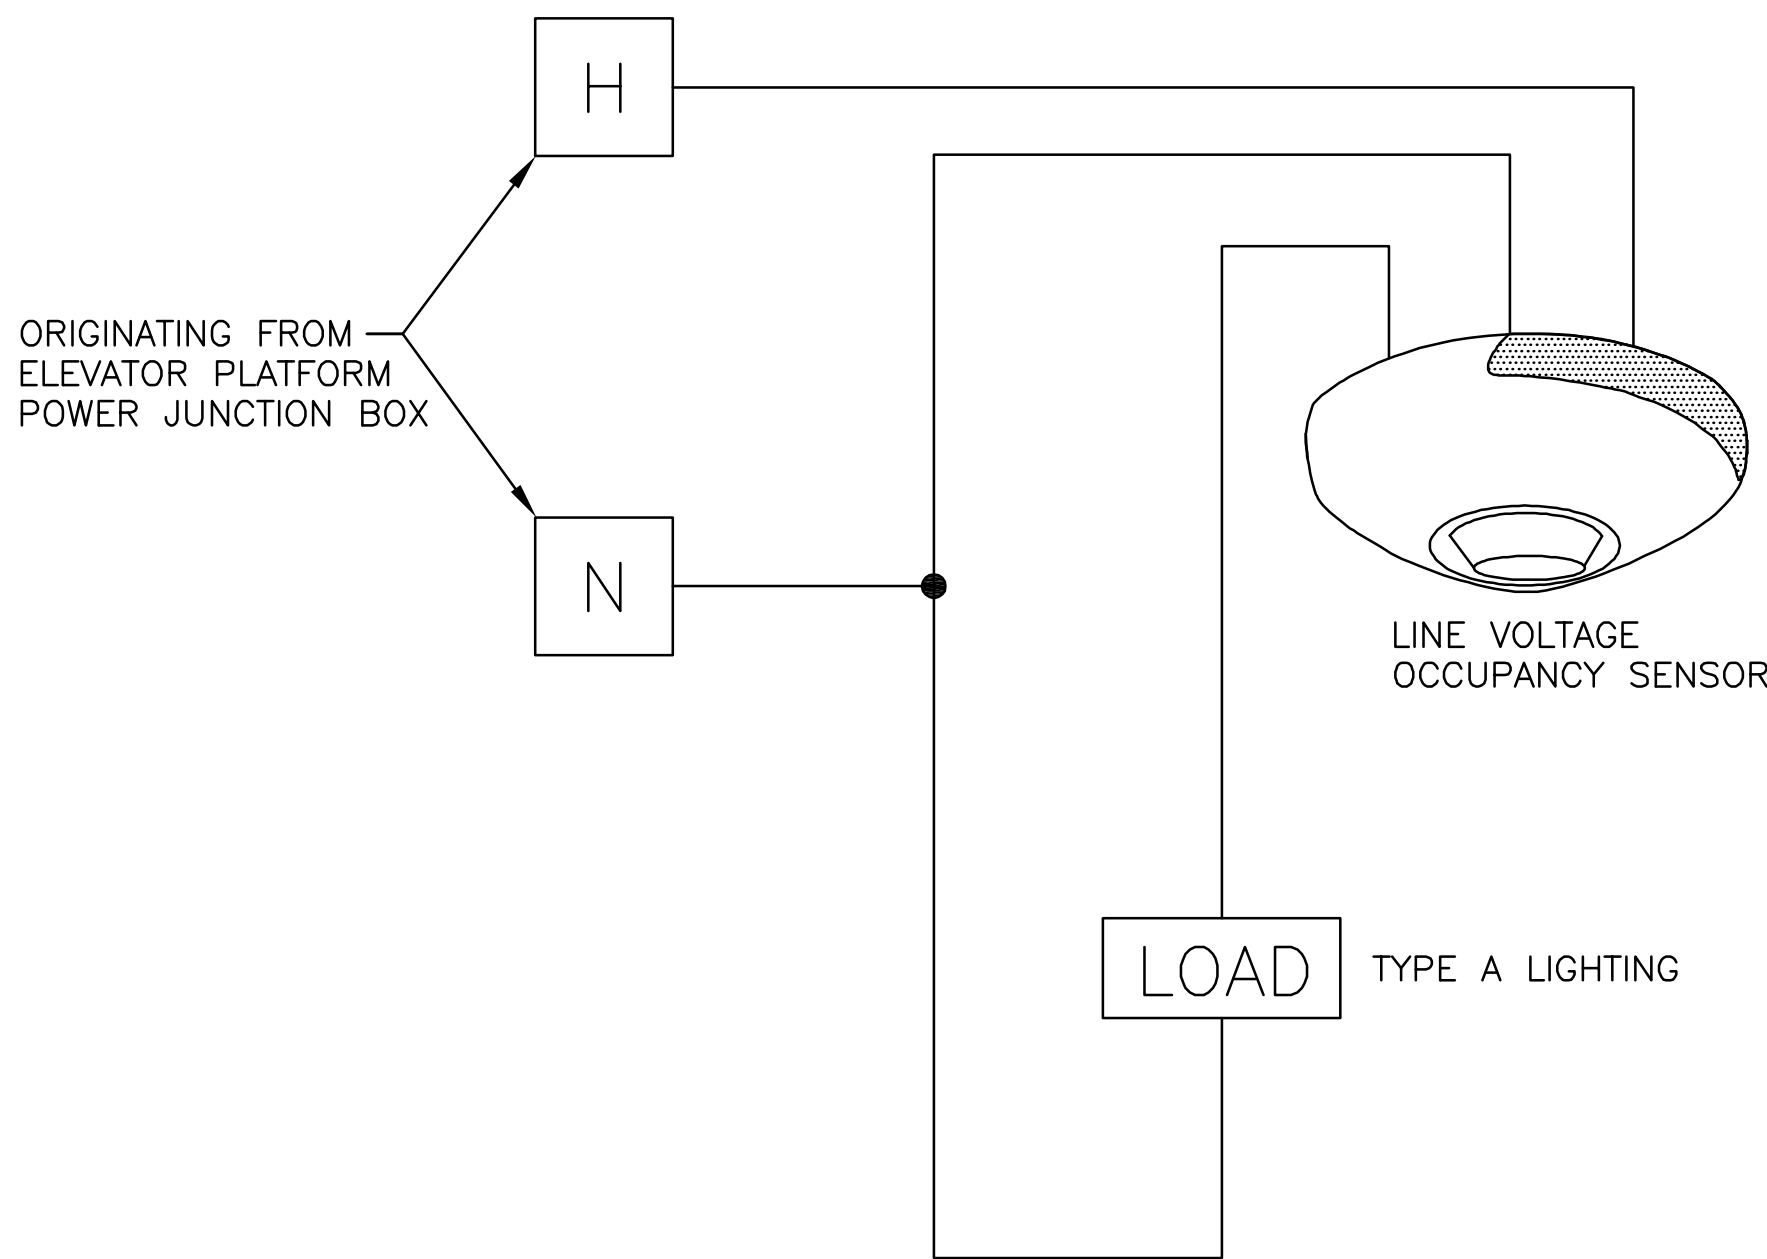 H
ORIGINATING FROM
ELEVATOR PLATFORM
POWER JUNCTION BOX
N
LINE VOLTAGE
OCCUPANCY SENSOR
LOAD
TYPE A LIGHTING